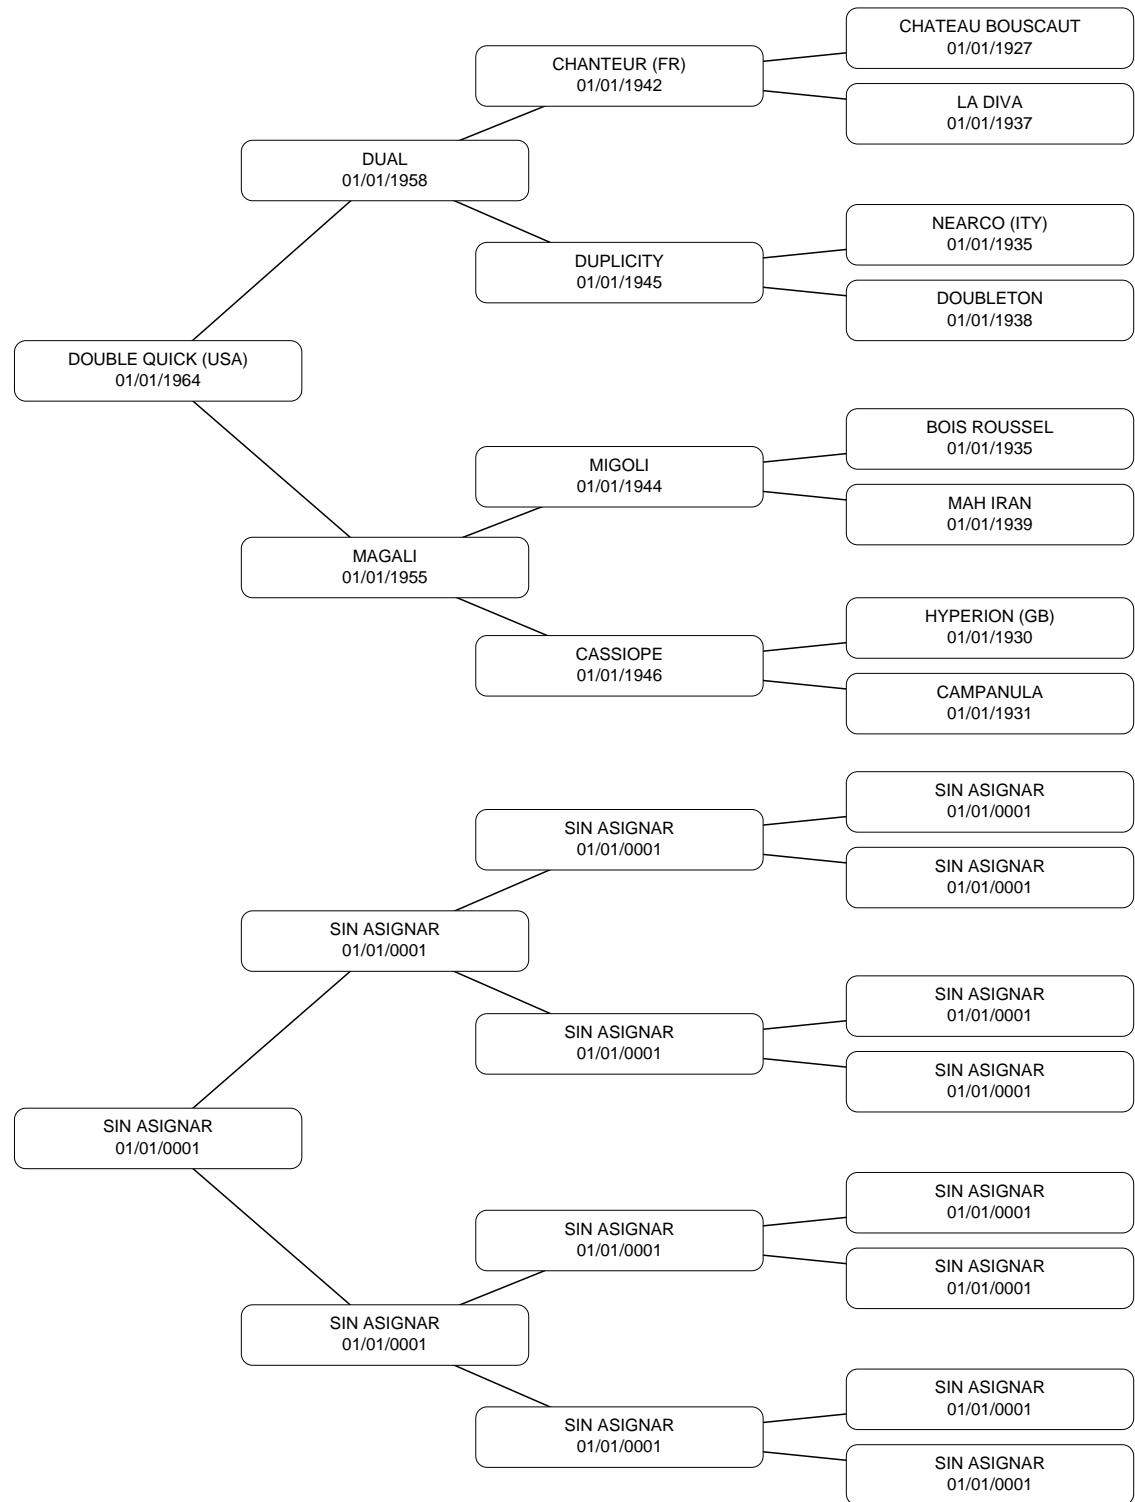 CHATEAU BOUSCAUT
01/01/1927
CHANTEUR (FR)
01/01/1942
LA DIVA
01/01/1937
DUAL
01/01/1958
NEARCO (ITY)
01/01/1935
DUPLICITY
01/01/1945
DOUBLETON
01/01/1938
DOUBLE QUICK (USA)
01/01/1964
BOIS ROUSSEL
01/01/1935
MIGOLI
01/01/1944
MAH IRAN
01/01/1939
MAGALI
01/01/1955
HYPERION (GB)
01/01/1930
CASSIOPE
01/01/1946
CAMPANULA
01/01/1931
SIN ASIGNAR
01/01/0001
SIN ASIGNAR
01/01/0001
SIN ASIGNAR
01/01/0001
SIN ASIGNAR
01/01/0001
SIN ASIGNAR
01/01/0001
SIN ASIGNAR
01/01/0001
SIN ASIGNAR
01/01/0001
SIN ASIGNAR
01/01/0001
SIN ASIGNAR
01/01/0001
SIN ASIGNAR
01/01/0001
SIN ASIGNAR
01/01/0001
SIN ASIGNAR
01/01/0001
SIN ASIGNAR
01/01/0001
SIN ASIGNAR
01/01/0001
SIN ASIGNAR
01/01/0001